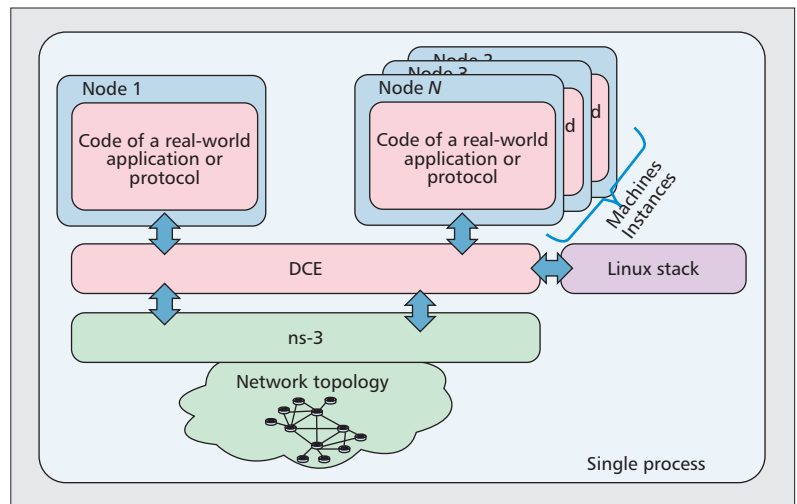 Node 1
Code of a real-world
application or
protocol
Node 2
Node 3
Node N
Code of a real-world
application or
protocol
d
d
Machines
Instances
DCE
Linux stack
ns-3
Network topology
Single process